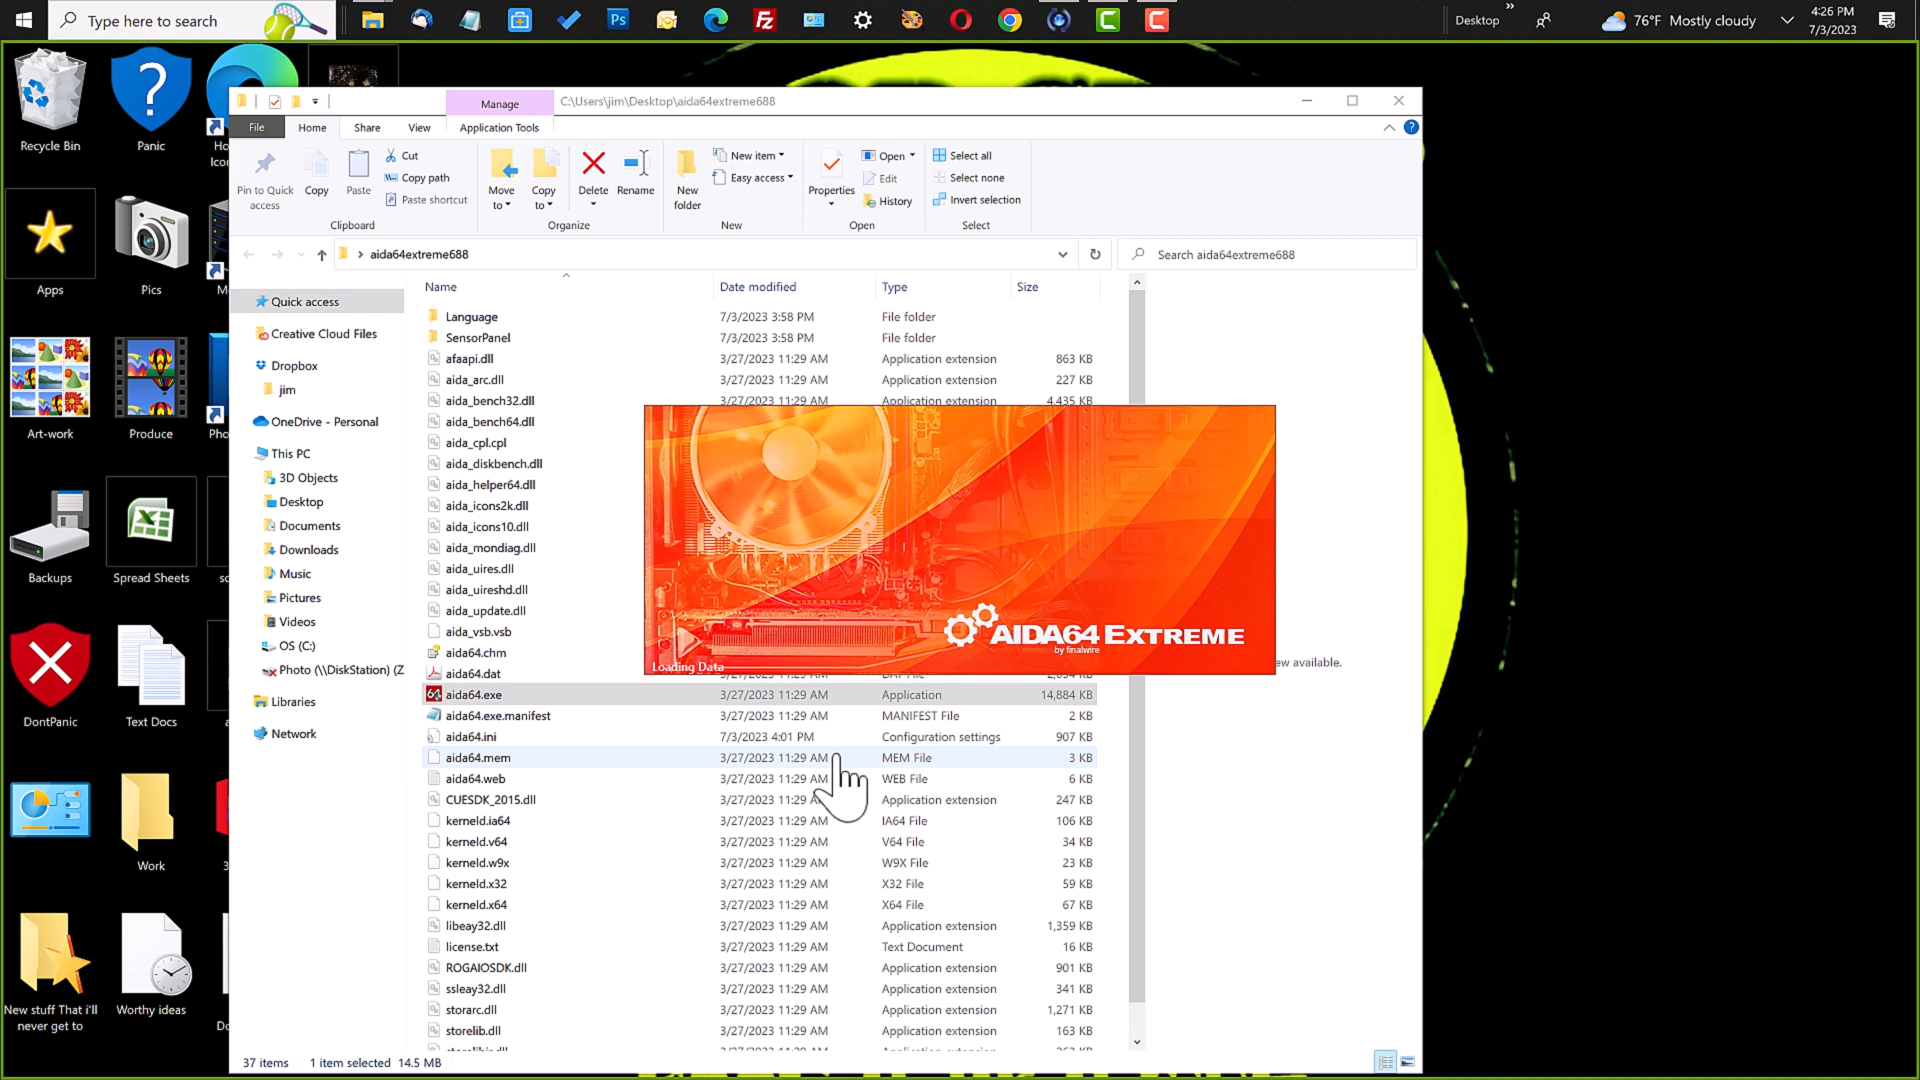 Type here to search
Desktop
76°F Mostly cloudy
4:26 PM
7/3/2023
Recycle Bin
Panic
Apps
Pics
Art-work
Produce
Backups
Spread Sheets
DontPanic
Text Docs
Work
New stuff That i'll never get to
Worthy ideas
Manage
C:\Users\jim\Desktop\aida64extreme688
File
Home
Share
View
Application Tools
Pin to Quick access
Copy
Paste
Cut
Copy path
Paste shortcut
Clipboard
Move to
Copy to
Delete
Rename
Organize
New folder
New item
Easy access
New
Properties
Open
Edit
History
Open
Select all
Select none
Invert selection
Select
aida64extreme688
Search aida64extreme688
Quick access
Creative Cloud Files
Dropbox
jim
OneDrive - Personal
This PC
3D Objects
Desktop
Documents
Downloads
Music
Pictures
Videos
OS (C:)
Photo (\\DiskStation) (Z
Libraries
Network
Name Date modified Type Size
Language 7/3/2023 3:58 PM File folder
SensorPanel 7/3/2023 3:58 PM File folder
afaapi.dll 3/27/2023 11:29 AM Application extension 863 KB
aida_arc.dll 3/27/2023 11:29 AM Application extension 227 KB
aida_bench32.dll 3/27/2023 11:29 AM Application extension 4,435 KB
aida_bench64.dll
aida_cpl.cpl
aida_diskbench.dll
aida_helper64.dll
aida_icons2k.dll
aida_icons10.dll
aida_mondiag.dll
aida_uires.dll
aida_uireshd.dll
aida_update.dll
aida_vsb.vsb
aida64.chm
aida64.dat
aida64.exe 3/27/2023 11:29 AM Application 14,884 KB
aida64.exe.manifest 3/27/2023 11:29 AM MANIFEST File 2 KB
aida64.ini 7/3/2023 4:01 PM Configuration settings 907 KB
aida64.mem 3/27/2023 11:29 AM MEM File 3 KB
aida64.web 3/27/2023 11:29 AM WEB File 6 KB
CUESDK_2015.dll 3/27/2023 11:29 AM Application extension 247 KB
kerneld.ia64 3/27/2023 11:29 AM IA64 File 106 KB
kerneld.v64 3/27/2023 11:29 AM V64 File 34 KB
kerneld.w9x 3/27/2023 11:29 AM W9X File 23 KB
kerneld.x32 3/27/2023 11:29 AM X32 File 59 KB
kerneld.x64 3/27/2023 11:29 AM X64 File 67 KB
libeay32.dll 3/27/2023 11:29 AM Application extension 1,359 KB
license.txt 3/27/2023 11:29 AM Text Document 16 KB
ROGAIOSDK.dll 3/27/2023 11:29 AM Application extension 901 KB
ssleay32.dll 3/27/2023 11:29 AM Application extension 341 KB
storarc.dll 3/27/2023 11:29 AM Application extension 1,271 KB
storelib.dll 3/27/2023 11:29 AM Application extension 163 KB
AIDA64 EXTREME
by finalwire
Loading Data
ew available.
37 items 1 item selected 14.5 MB